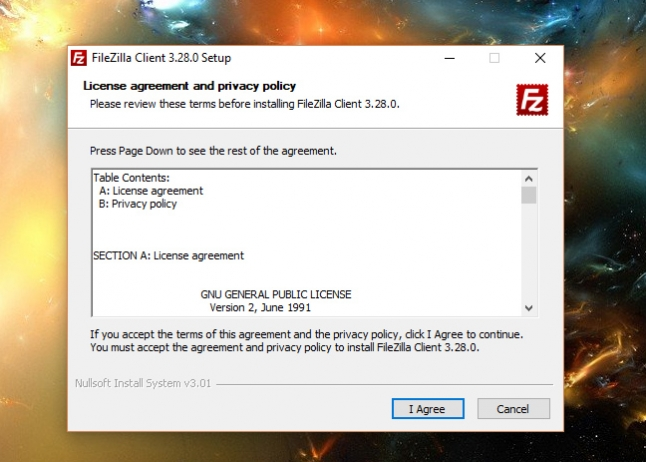 FileZilla Client 3.28.0 Setup
License agreement and privacy policy
Please review these terms before installing FileZilla Client 3.28.0.
Fz
Press Page Down to see the rest of the agreement.
Table Contents:
A: License agreement
B: Privacy policy
SECTION A: License agreement
GNU GENERAL PUBLIC LICENSE
Version 2, June 1991
If you accept the terms of this agreement and the privacy policy, click I Agree to continue.
You must accept the agreement and privacy policy to install FileZilla Client 3.28.0.
Nullsoft Install System v3.01
I Agree Cancel